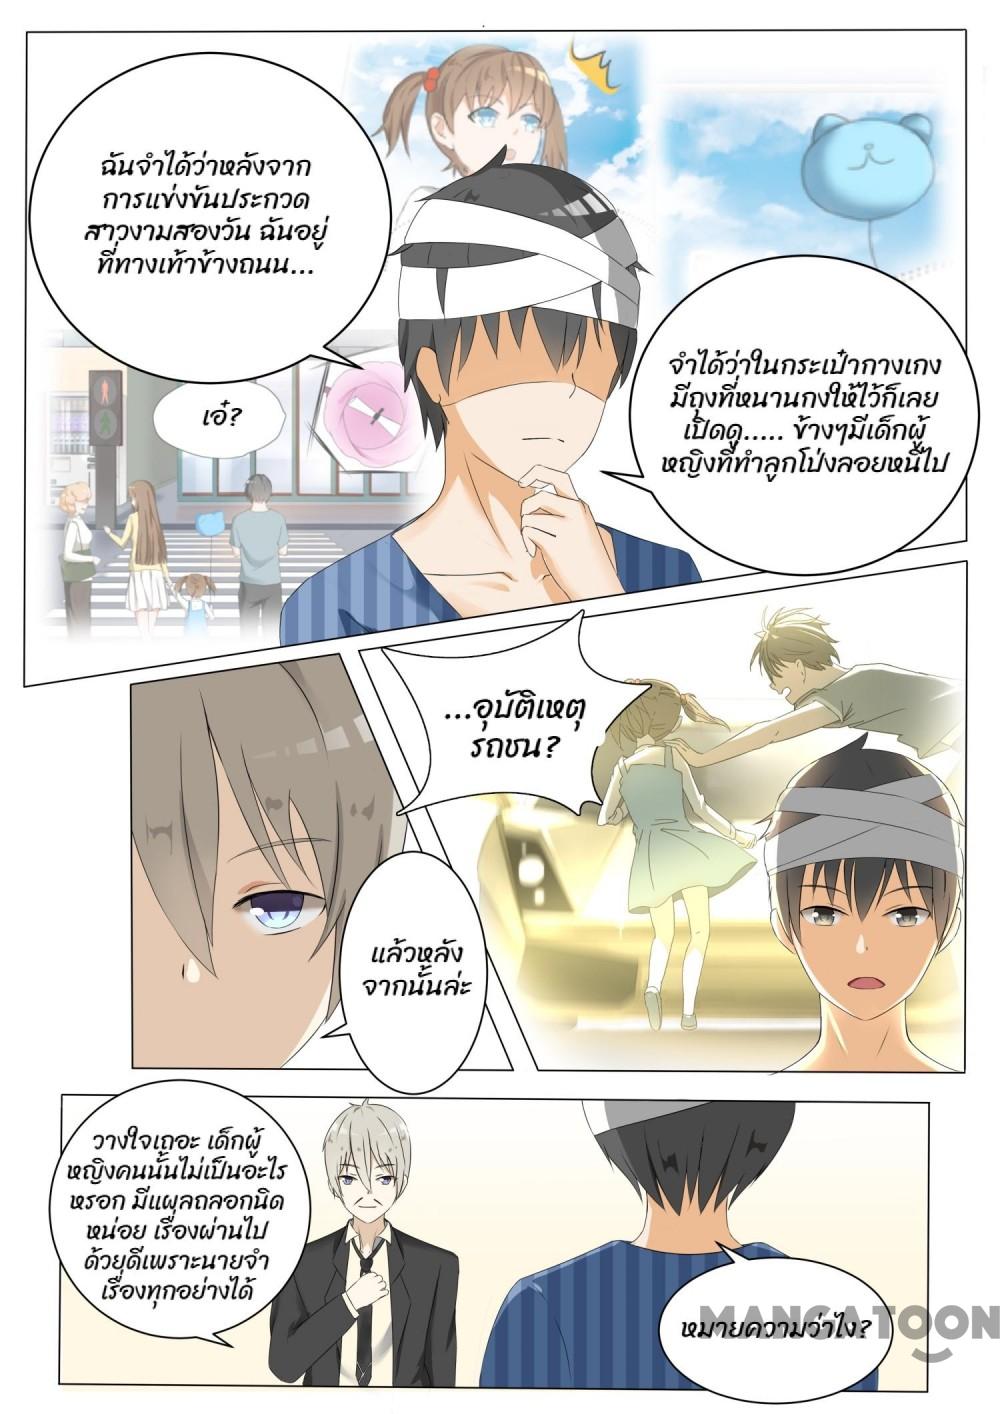 ฉันจำได้ว่าหลังจาก
การแข่งขันประกวด
สาวงามสองวัน ฉันอยู่
ที่ทางเท้าข้างถนน...
จำได้ว่าในกระเป๋ากางเกง
มีถุงที่หนานกงให้ไว้ก็เลย
เปิดดู..... ข้างๆมีเด็กผู้
หญิงที่ทำลูกโป่งลอยหนีไป
เอ๋?
...อุบัติเหตุ
รถชน?
แล้วหลัง
จากนั้นล่ะ
วางใจเถอะ เด็กผู้
หญิงคนนั้นไม่เป็นอะไร
หรอก มีแผลถลอกนิด
หน่อย เรื่องผ่านไป
ด้วยดีเพราะนายจำ
เรื่องทุกอย่างได้
หมายความว่าไง?
MANGATOON